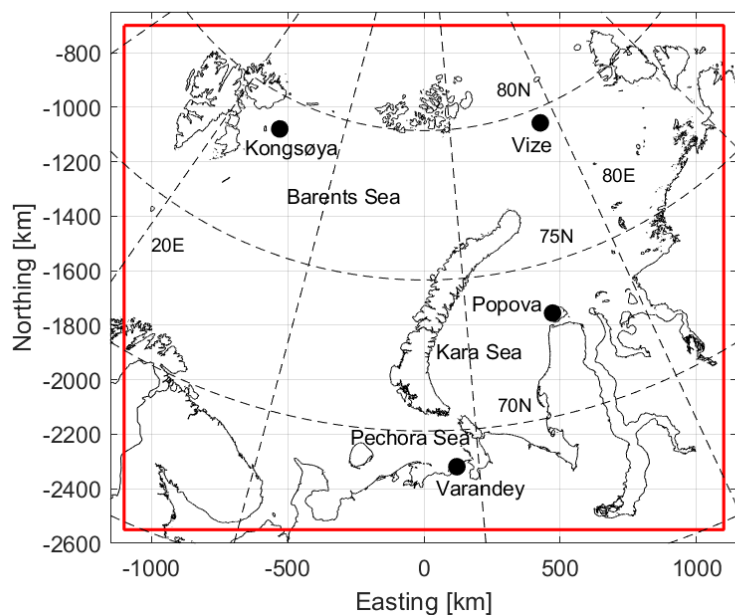 -800
-1000
-1200
-1400
-1600
-1800
-2000
-2200
-2400
-2600
Northing [km]
80N
Kongsøya
Vize
80E
Barents Sea
20E
75N
Popova
Kara Sea
70N
Pechora Sea
Varandey
-1000
-500
0
500
1000
Easting [km]